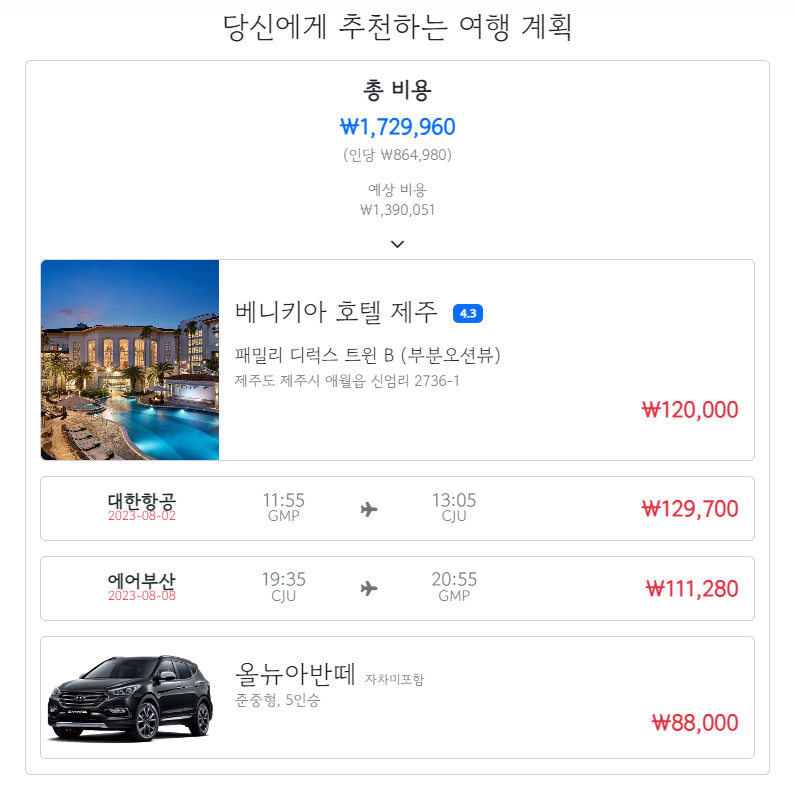 당신에게 추천하는 여행 계획
총 비용
₩1,729,960
(인당 ₩864,980)
예상 비용
₩1,390,051
베니키아 호텔 제주 4.3
패밀리 디럭스 트윈 B (부분오션뷰)
제주도 제주시 애월읍 신엄리 2736-1
₩120,000
대한항공
2023-08-02
11:55
GMP
13:05
CJU
₩129,700
에어부산
2023-08-08
19:35
CJU
20:55
GMP
₩111,280
올뉴아반떼 자차미포함
준중형, 5인승
₩88,000